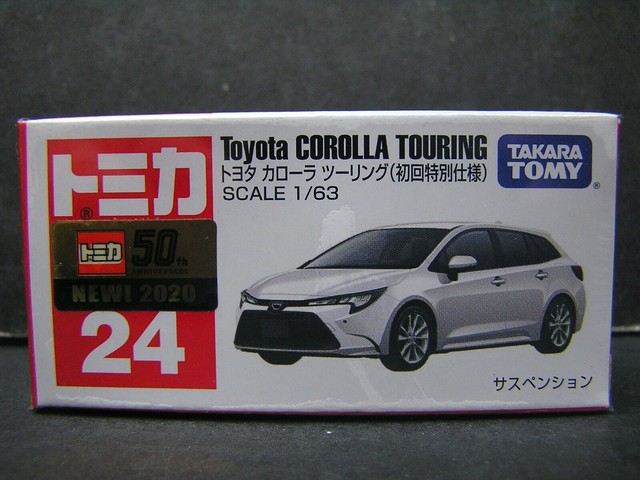 トミカ
®
トミカ 50th
ANNIVERSARY
NEW! 2020
24
Toyota COROLLA TOURING
トヨタ カローラ ツーリング(初回特別仕様)
SCALE 1/63
TAKARA
TOMY
®
サスペンション